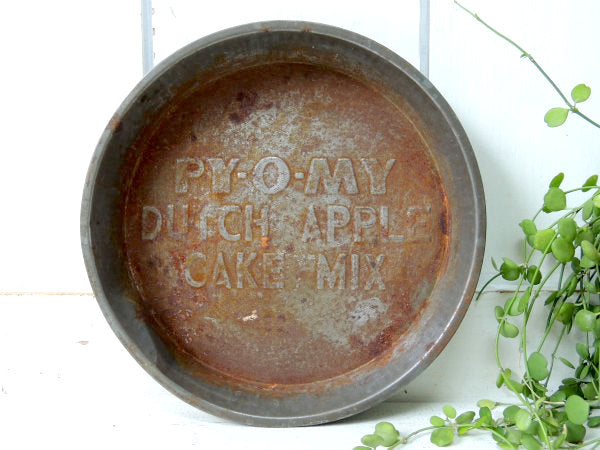 PY-O-MY
DUTCH APPLE
CAKE MIX